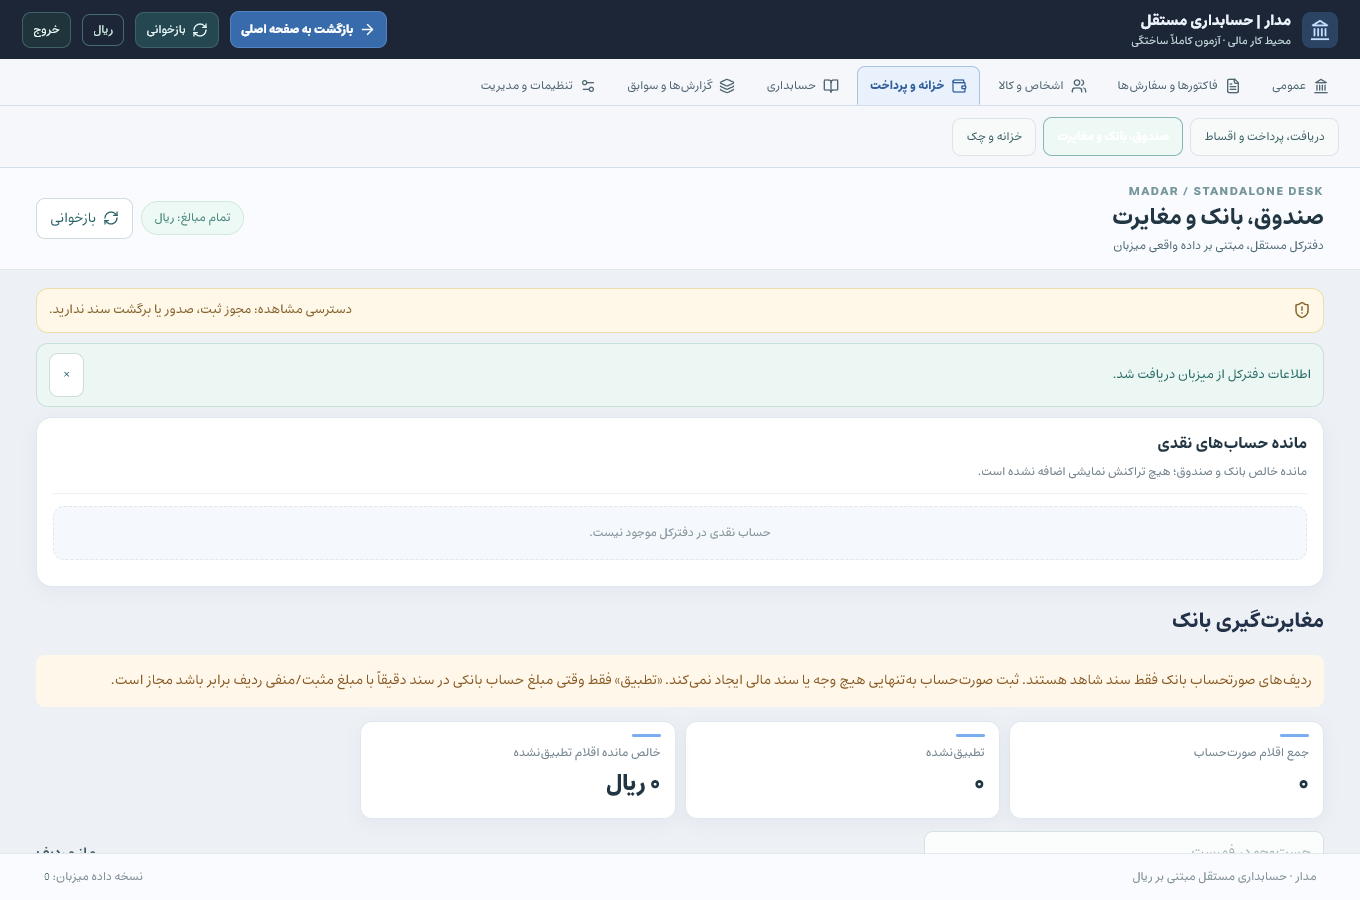 مدار | حسابداری مستقل
محیط کار مالی · آزمون کاملاً ساختگی
بازگشت به صفحه اصلی
بازخوانی
ریال
خروج
عمومی
فاکتورها و سفارش‌ها
اشخاص و کالا
خزانه و پرداخت
حسابداری
گزارش‌ها و سوابق
تنظیمات و مدیریت
دریافت، پرداخت و اقساط
صندوق، بانک و مغایرت
خزانه و چک
MADAR / STANDALONE DESK
صندوق، بانک و مغایرت
دفترکل مستقل، مبتنی بر داده واقعی میزبان
تمام مبالغ: ریال
بازخوانی
دسترسی مشاهده: مجوز ثبت، صدور یا برگشت سند ندارید.
اطلاعات دفترکل از میزبان دریافت شد.
×
مانده حساب‌های نقدی
مانده خالص بانک و صندوق؛ هیچ تراکنش نمایشی اضافه نشده است.
حساب نقدی در دفترکل موجود نیست.
مغایرت‌گیری بانک
ردیف‌های صورتحساب بانک فقط سند شاهد هستند. ثبت صورت‌حساب به‌تنهایی هیچ وجه یا سند مالی ایجاد نمی‌کند. «تطبیق» فقط وقتی مبلغ حساب بانکی در سند دقیقاً با مبلغ مثبت/منفی ردیف برابر باشد مجاز است.
جمع اقلام صورت‌حساب
۰
تطبیق‌نشده
۰
خالص مانده اقلام تطبیق‌نشده
۰ ریال
جست‌وجو در فهرست
مدار · حسابداری مستقل مبتنی بر ریال
نسخه داده میزبان: 0